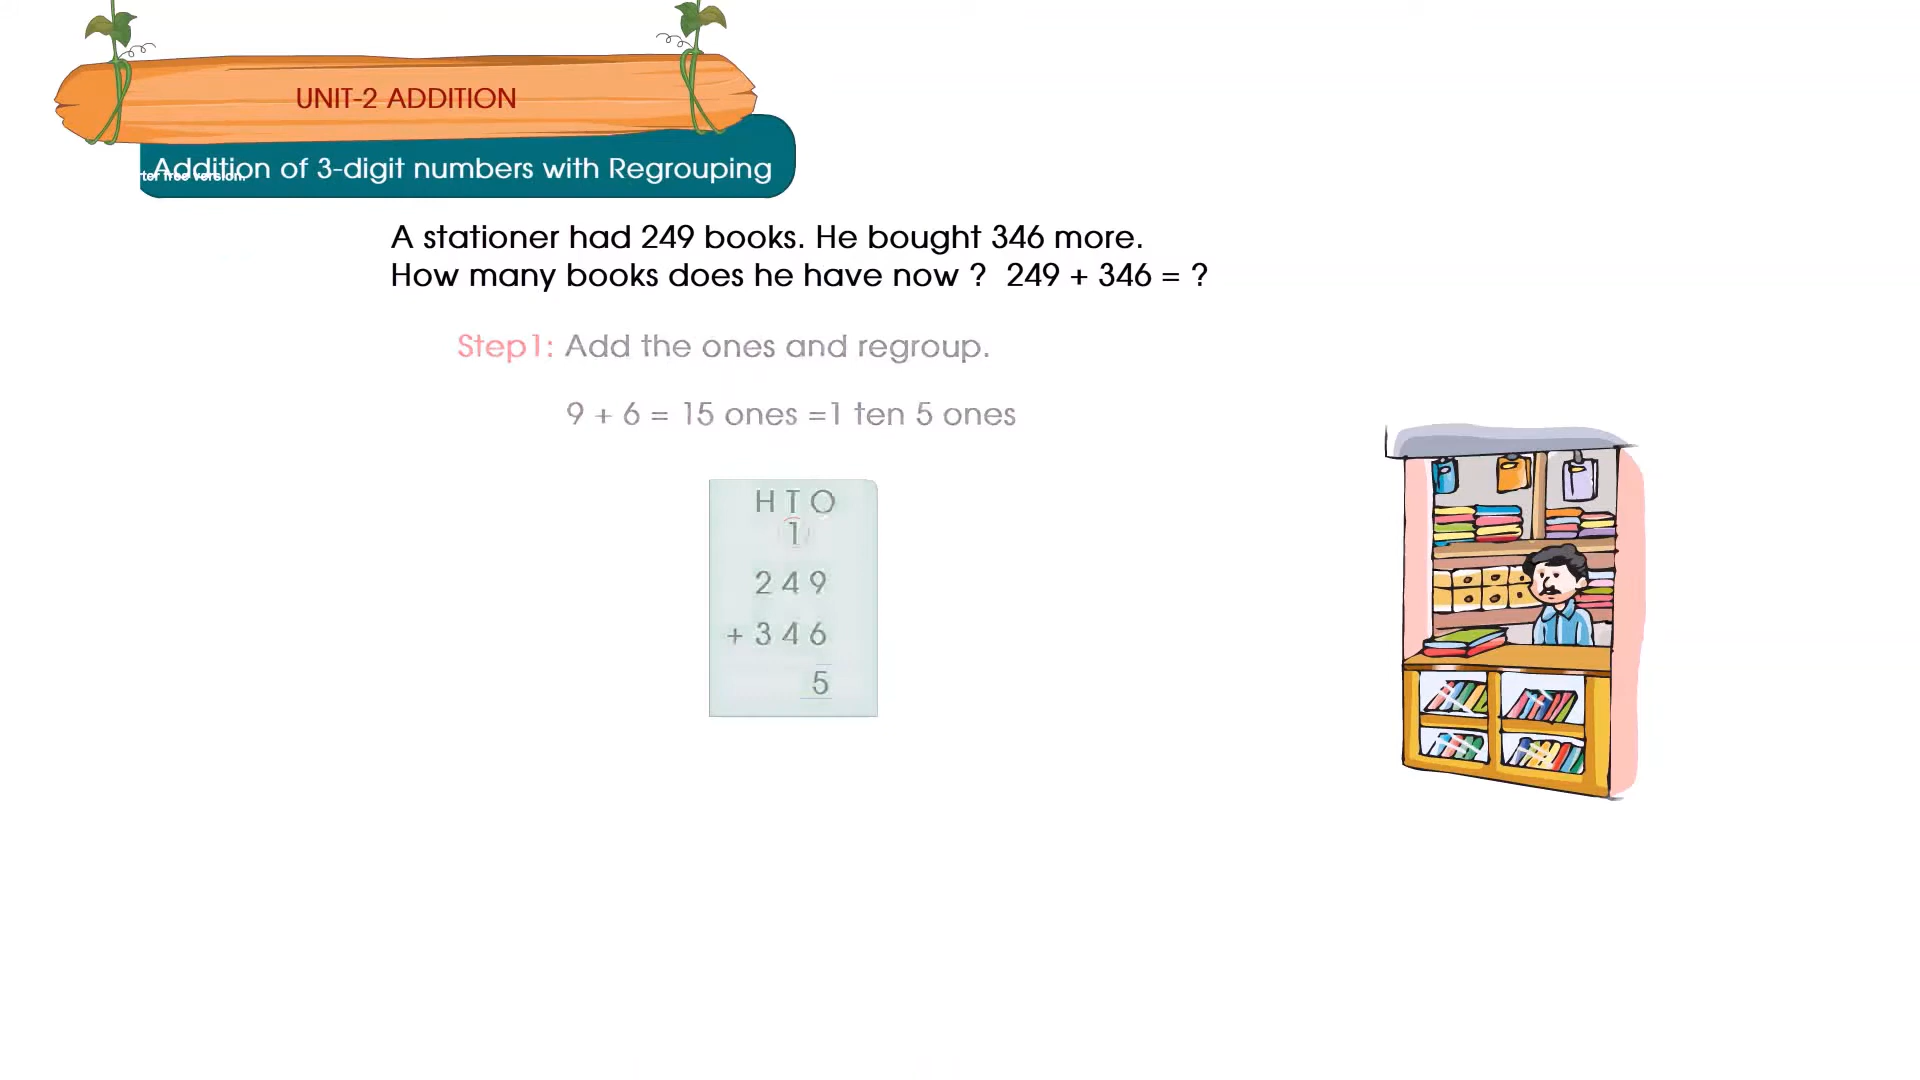 UNIT-2 ADDITION
Addition of 3-digit numbers with Regrouping
free version.
A stationer had 249 books. He bought 346 more.
How many books does he have now ? 249 + 346 = ?
Step1: Add the ones and regroup.
9 + 6 = 15 ones =1 ten 5 ones
H T O
1
2 4 9
+ 3 4 6
5